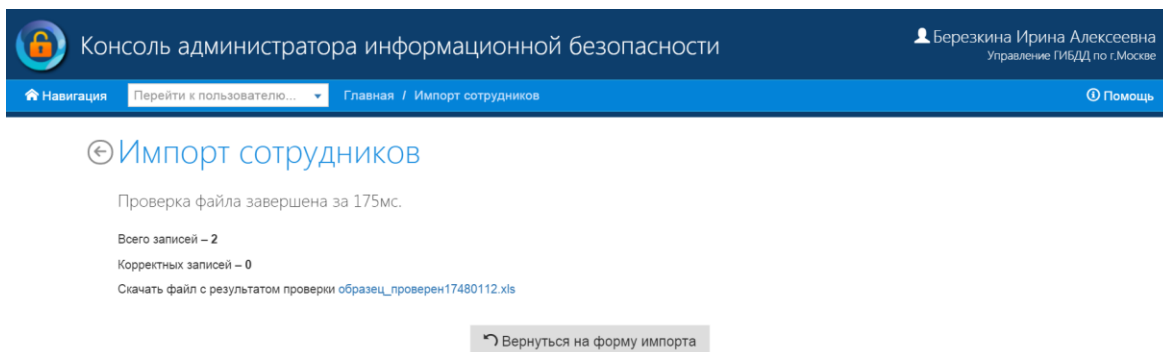 Консоль администратора информационной безопасности
Березкина Ирина Алексеевна
Управление ГИБДД по г.Москве
Навигация
Перейти к пользователю...
Главная / Импорт сотрудников
Помощь
Импорт сотрудников
Проверка файла завершена за 175мс.
Всего записей – 2
Корректных записей – 0
Скачать файл с результатом проверки образец_проверен17480112.xls
Вернуться на форму импорта